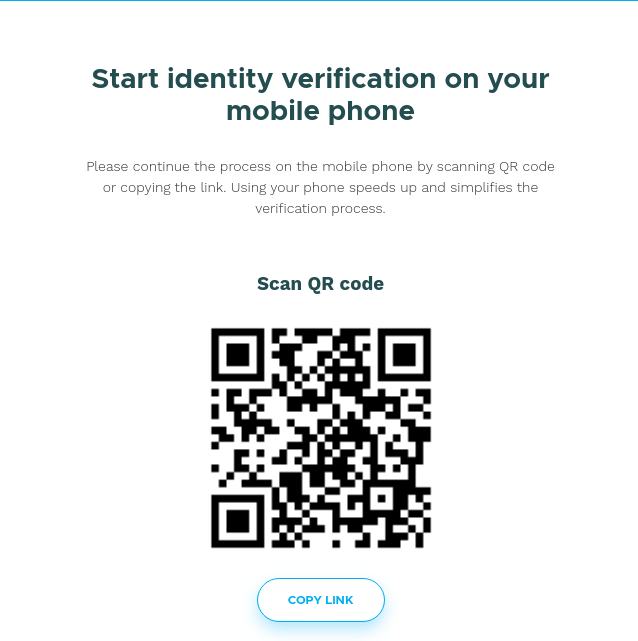 Start identity verification on your
mobile phone
Please continue the process on the mobile phone by scanning QR code
or copying the link. Using your phone speeds up and simplifies the
verification process.
Scan QR code
COPY LINK